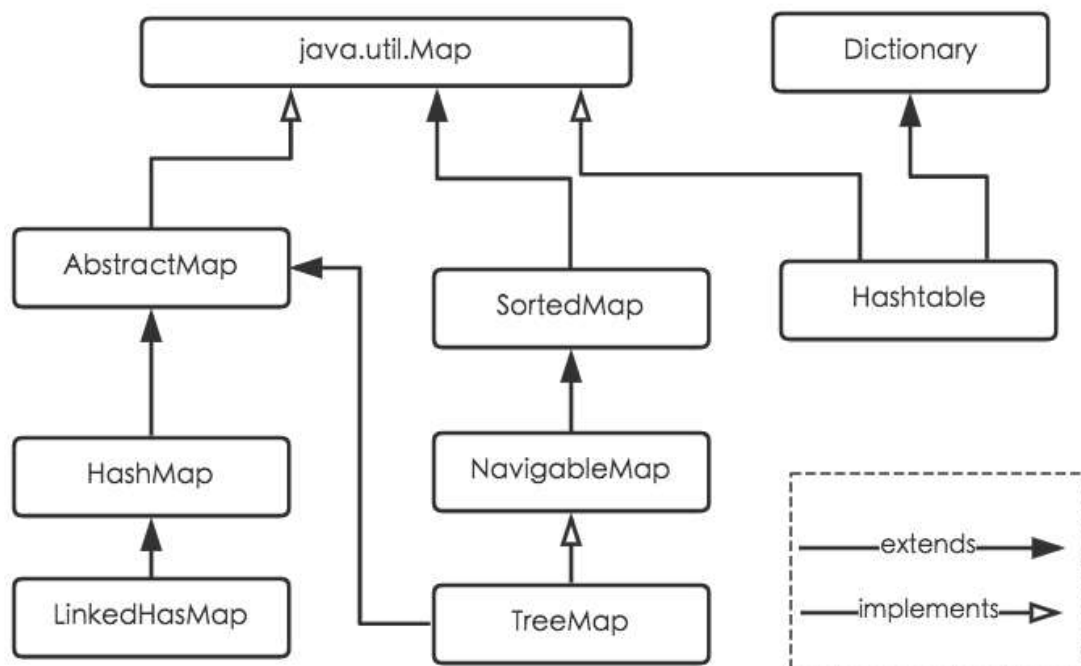 java.util.Map
Dictionary
AbstractMap
SortedMap
Hashtable
HashMap
NavigableMap
LinkedHasMap
TreeMap
extends
implements